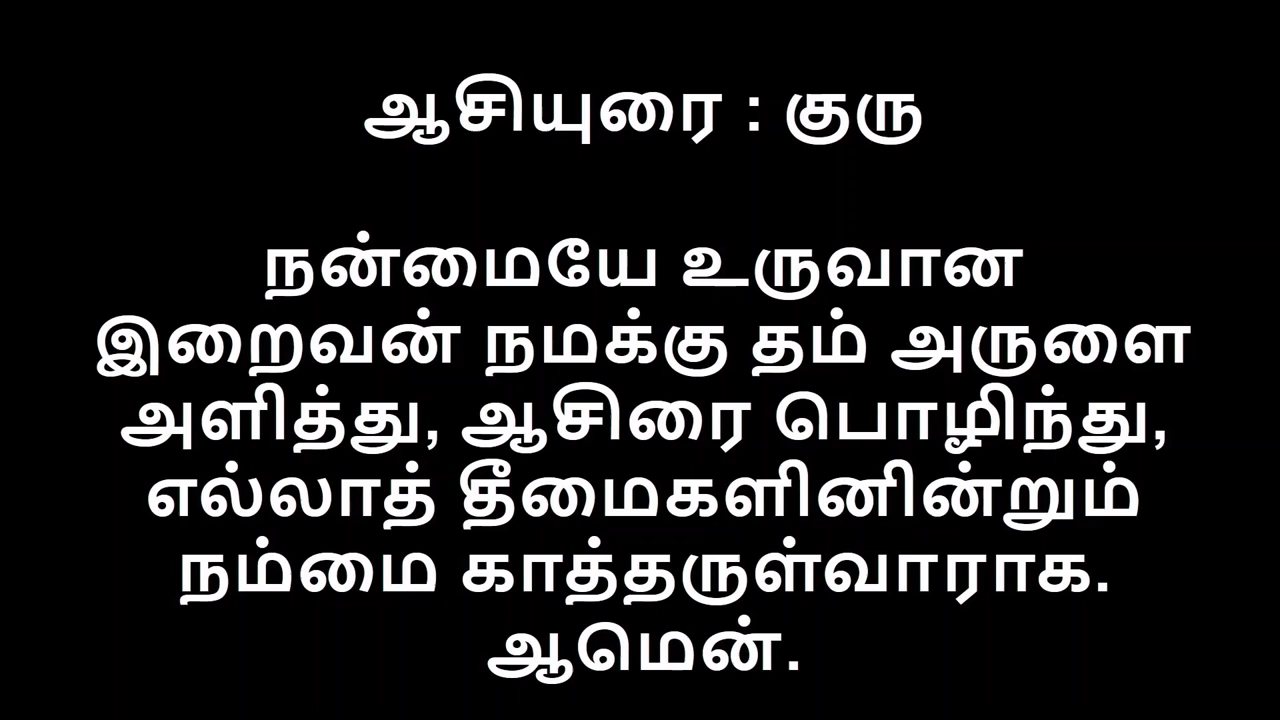 ஆசியுரை : குரு
நன்மையே உருவான
இறைவன் நமக்கு தம் அருளை
அளித்து, ஆசிரை பொழிந்து,
எல்லாத் தீமைகளினின்றும்
நம்மை காத்தருள்வாராக.
ஆமென்.